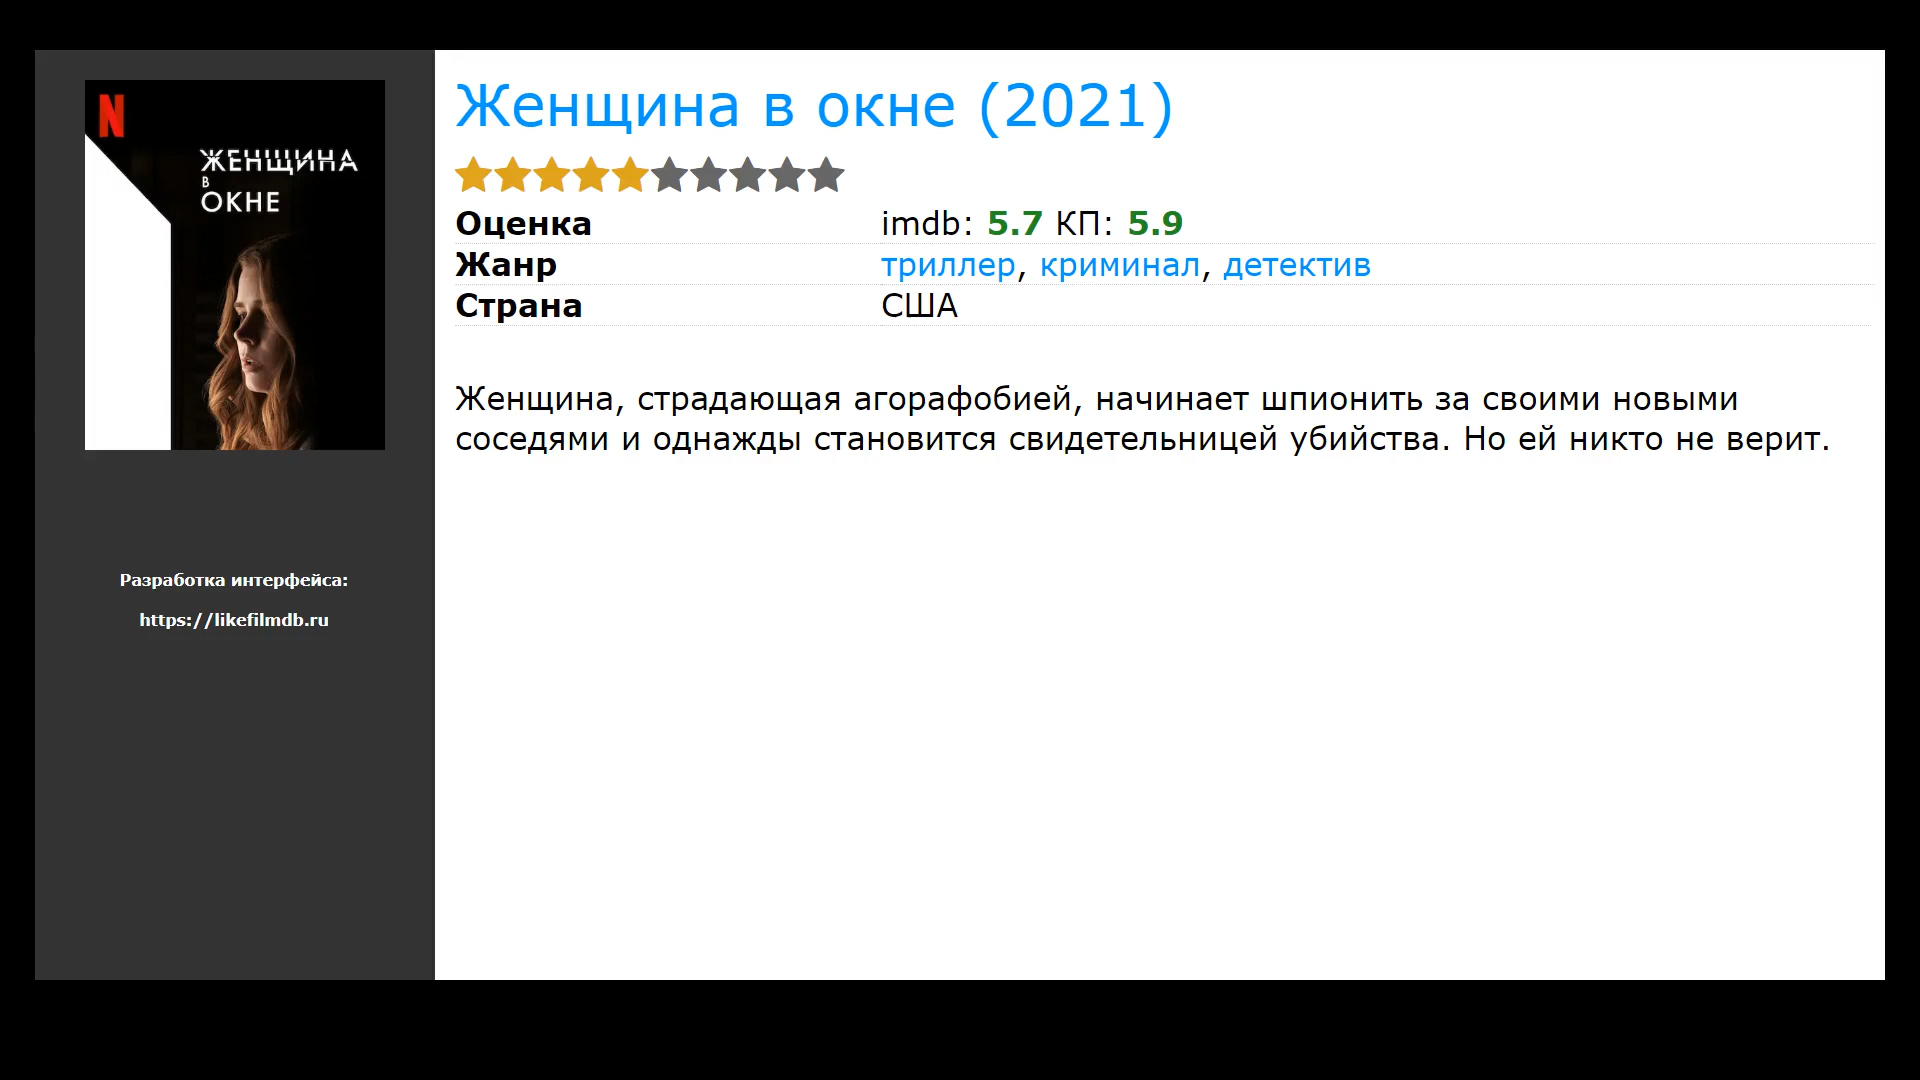 N
ЖЕНЩИНА
В
ОКНЕ
Разработка интерфейса:
https://likefilmdb.ru
Женщина в окне (2021)
Оценка imdb: 5.7 КП: 5.9
Жанр триллер, криминал, детектив
Страна США
Женщина, страдающая агорафобией, начинает шпионить за своими новыми
соседями и однажды становится свидетельницей убийства. Но ей никто не верит.